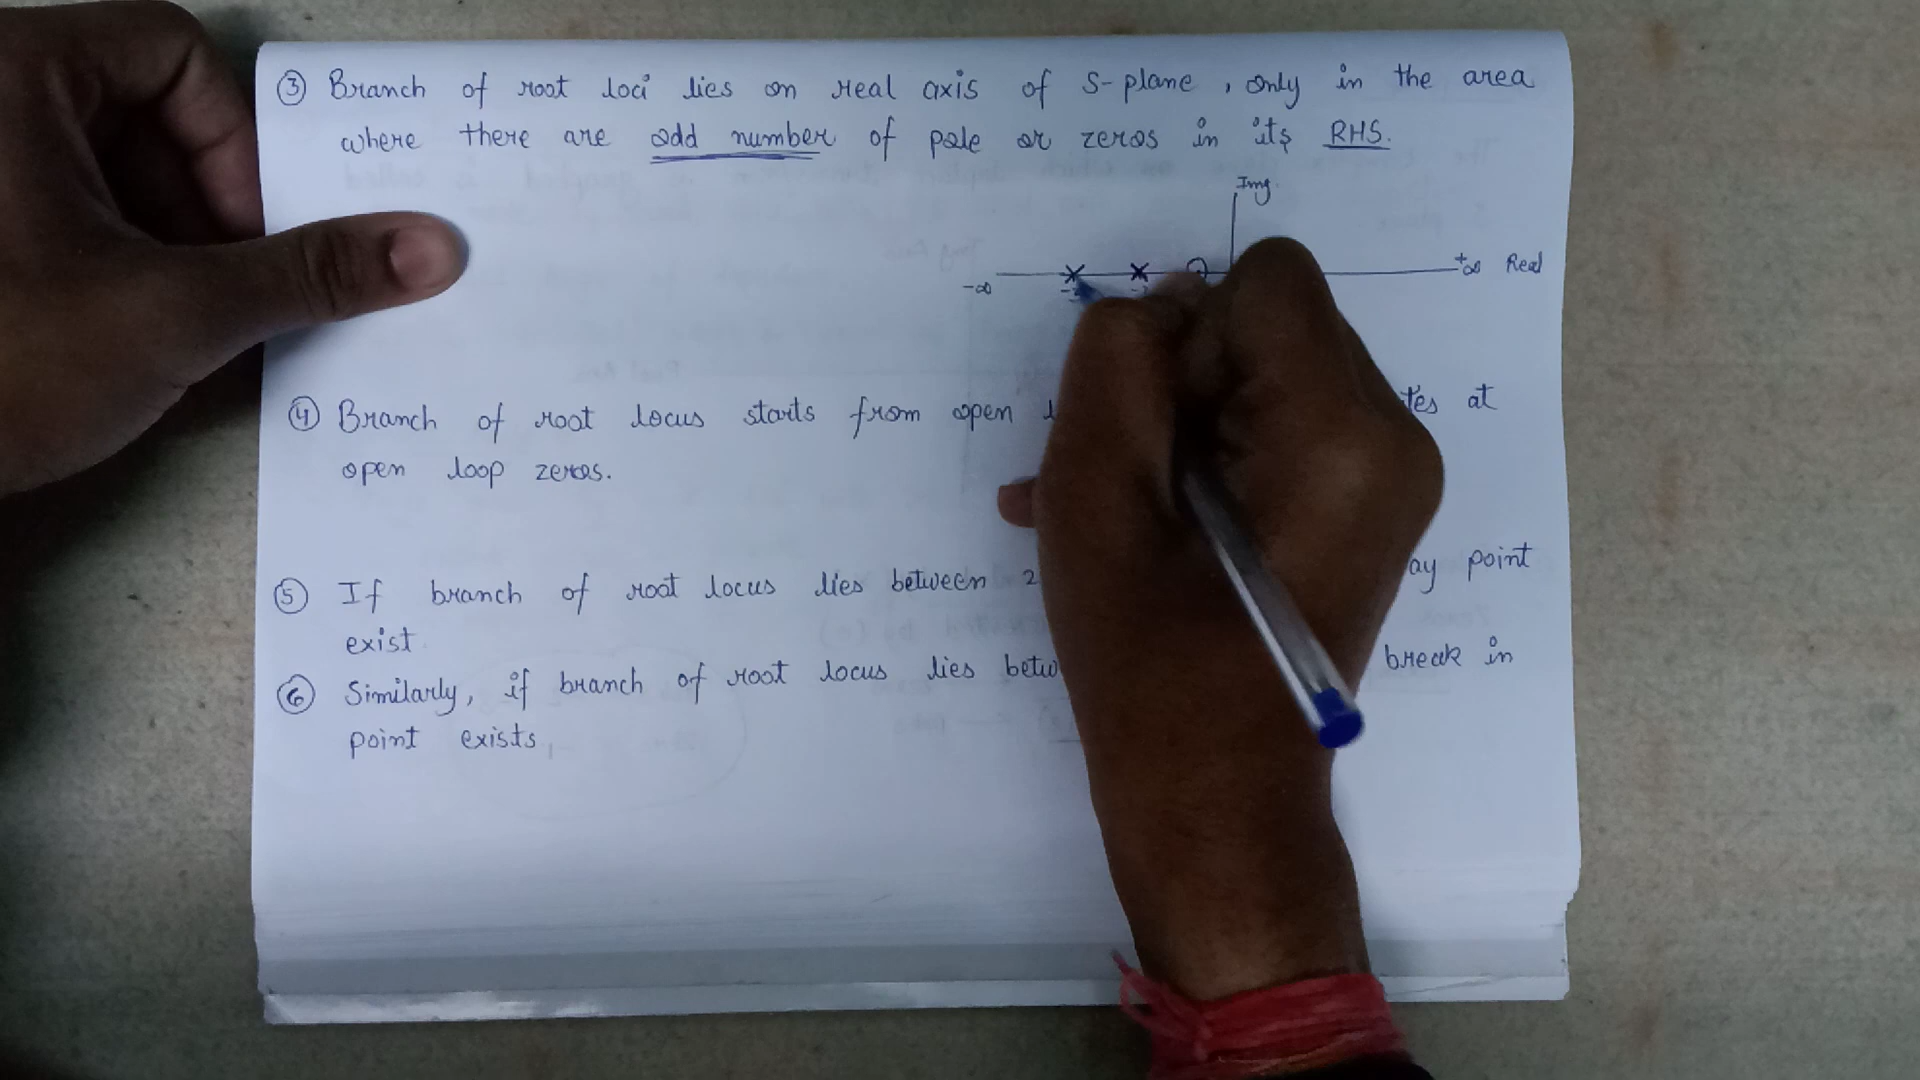 ③ Branch of root loci lies on real axis of S-plane, only in the area
where there are odd number of pole or zeros in its RHS.
Img.
-∞ +∞ Real
④ Branch of root locus starts from open tes at
open loop zeros.
⑤ If branch of root locus lies between 2 ay point
exist.
⑥ Similarly, if branch of root locus lies betw break in
point exists,